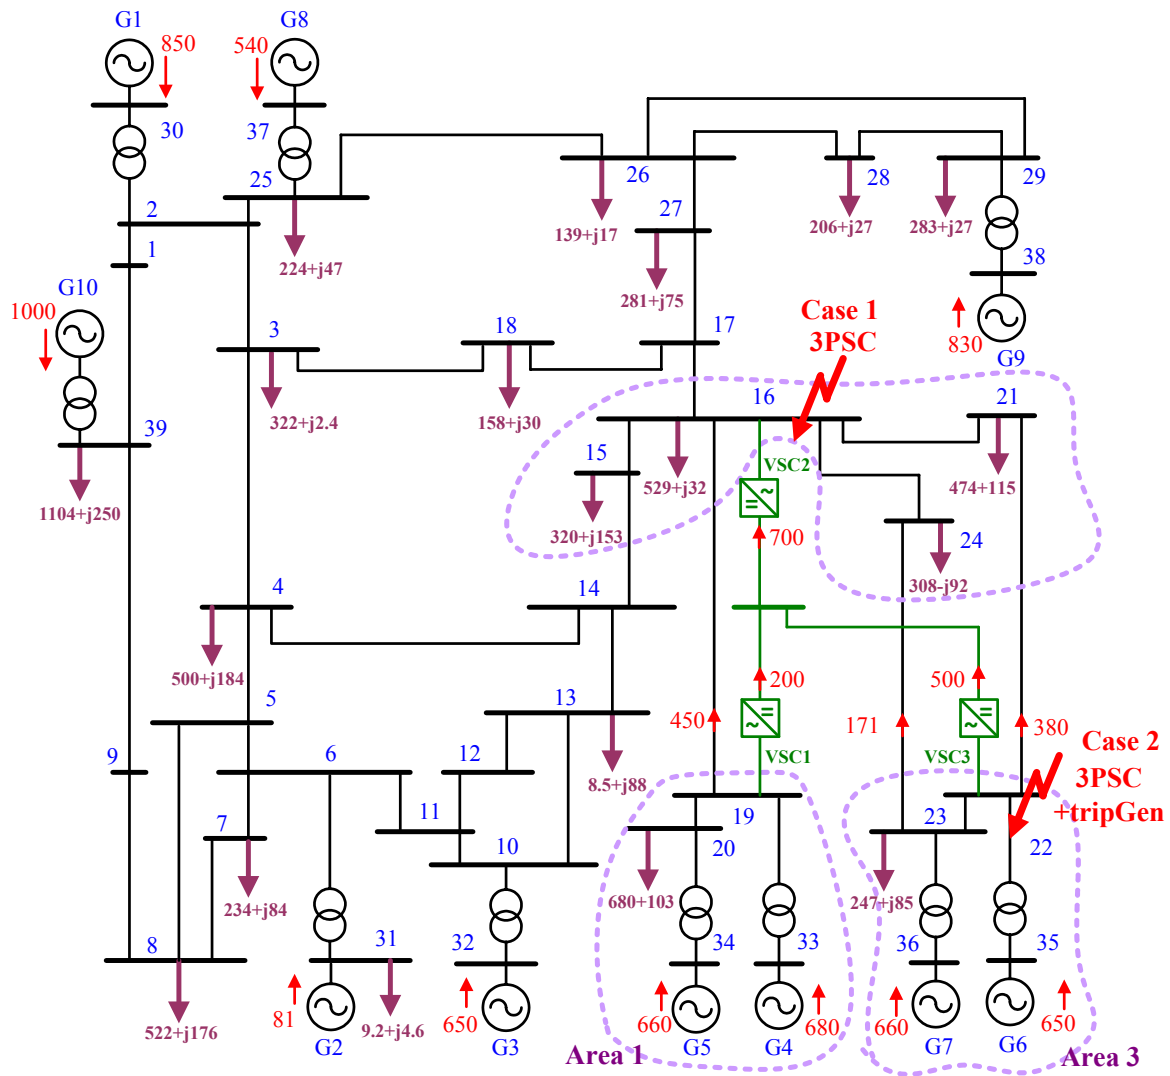 G1
G8
850
540
30
37
25
26
28
29
2
224+j47
139+j17
27
206+j27
283+j27
38
1
281+j75
G10
1000
Case 1
3PSC
830
G9
3
18
17
322+j2.4
158+j30
16
21
39
15
VSC2
529+j32
474+115
1104+j250
320+j153
700
24
308-j92
4
14
500+j184
200
500
5
13
450
171
380
Case 2
3PSC
+tripGen
9
6
12
VSC1
VSC3
8.5+j88
11
19
23
7
10
20
22
234+j84
680+103
247+j85
8
31
32
34
33
36
35
522+j176
81
9.2+j4.6
650
660
680
660
650
G2
G3
G5
G4
G7
G6
Area 1
Area 3